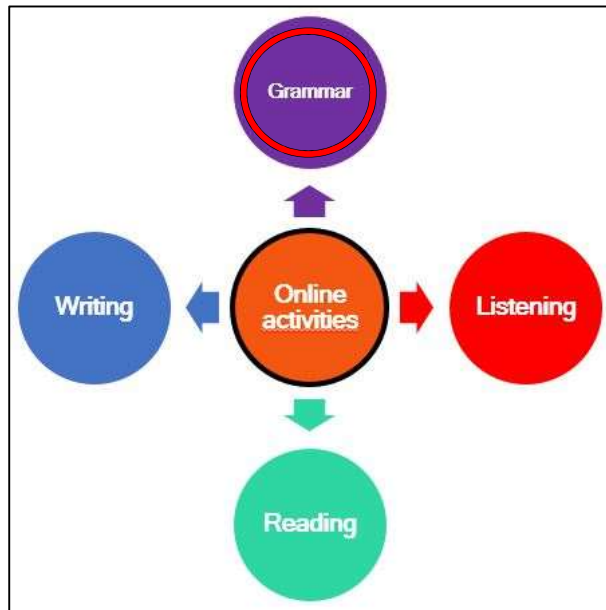 Grammar
Writing
Online
activities
Listening
Reading